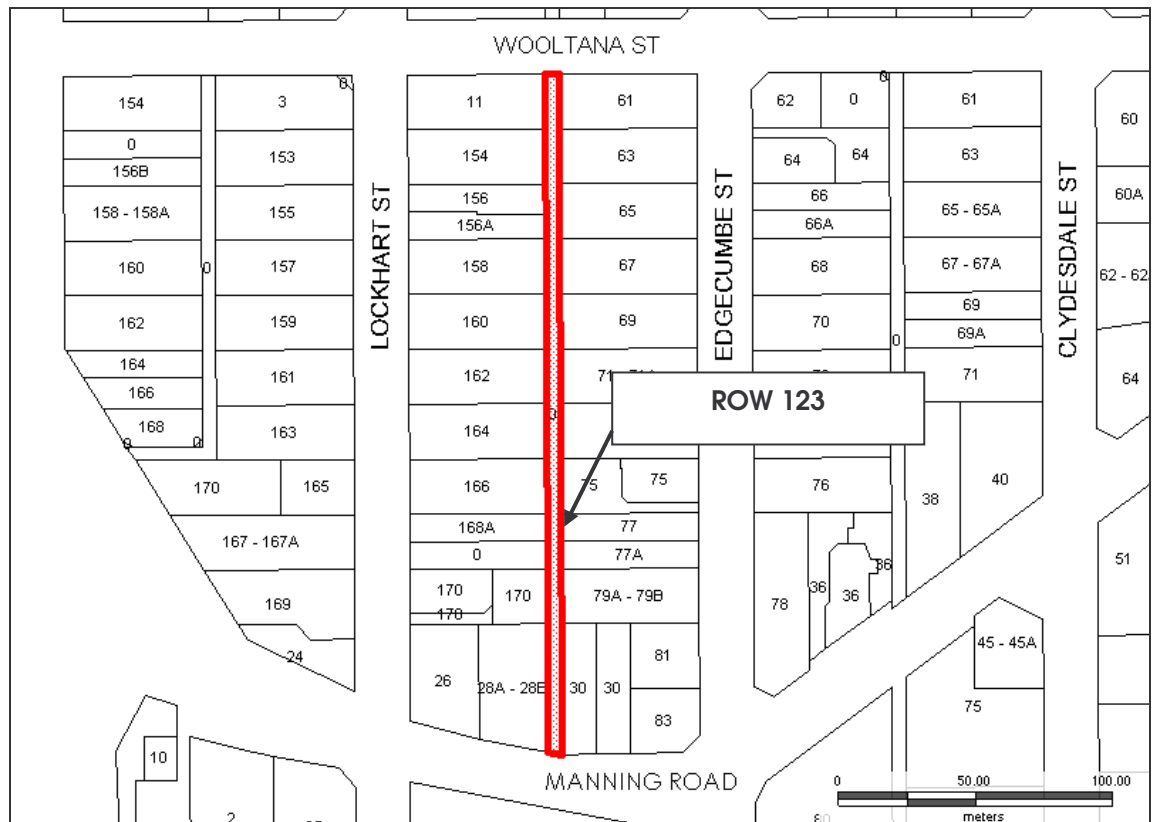 WOOLTANA ST
154 3 0 11 61 62 0 0 61 60
0 153 154 63 64 64 63
156B 156 66 60A
158 - 158A 155 156A 65 66A 65 - 65A
160 0 157 158 67 68 67 - 67A 62 - 62
162 159 160 69 70 69
0 69A
164 161 162 71 64
166
168 0 0 163 164 0
170 165 166 75 75 76 38 40
167 - 167A 168A 77 51
0 77A
169 170 170 79A - 79B 78 36 36 36
170
24 26 28A - 28B 30 30 81 45 - 45A
83 75
10
2
LOCKHART ST
EDGECUMBE ST
CLYDESDALE ST
ROW 123
MANNING ROAD
0 50.00 100.00
meters